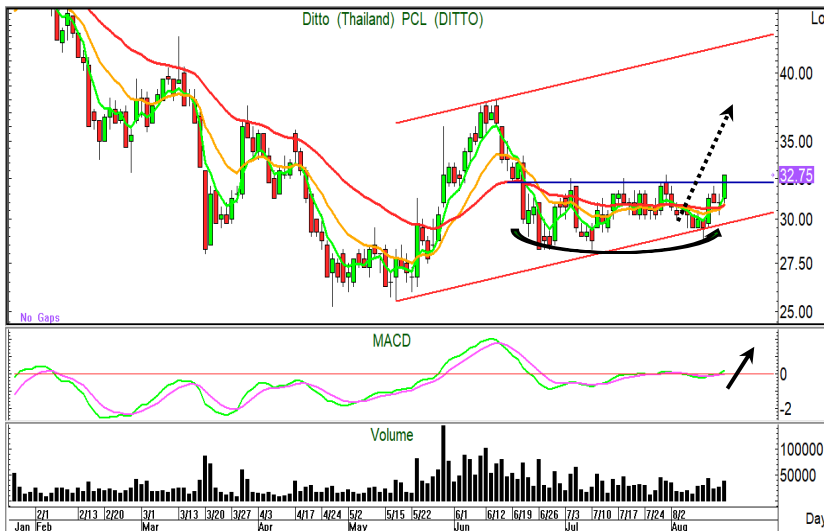 Ditto (Thailand) PCL (DITTO)
Lo
40.00
35.00
32.75
30.00
27.50
25.00
No Gaps
MACD
0
-2
Volume
100000
50000
2/1 2/13 2/20 3/1 3/13 3/20 3/27 4/3 4/17 4/24 5/2 5/15 5/22 6/1 6/12 6/19 6/26 7/3 7/10 7/17 7/24 8/2
Jan Feb Mar Apr May Jun Jul Aug Day